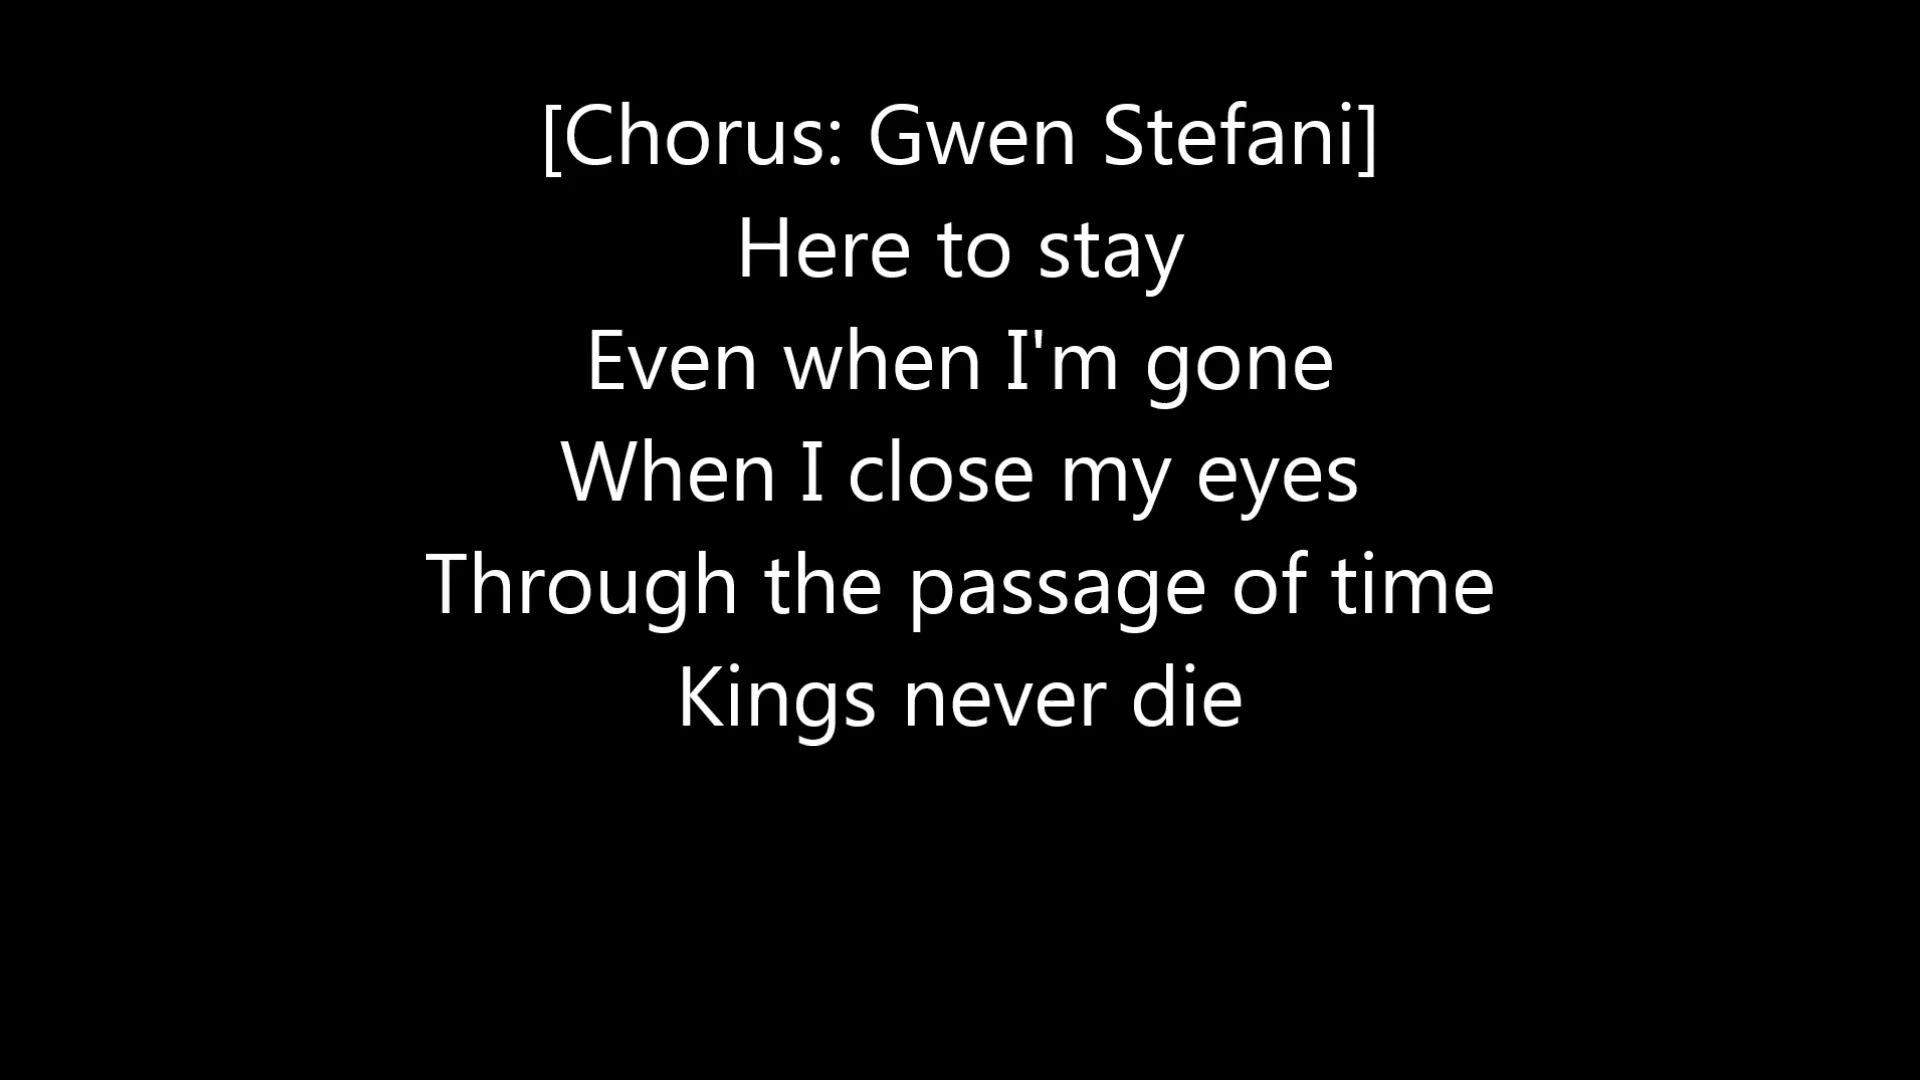 [Chorus: Gwen Stefani]
Here to stay
Even when I'm gone
When I close my eyes
Through the passage of time
Kings never die